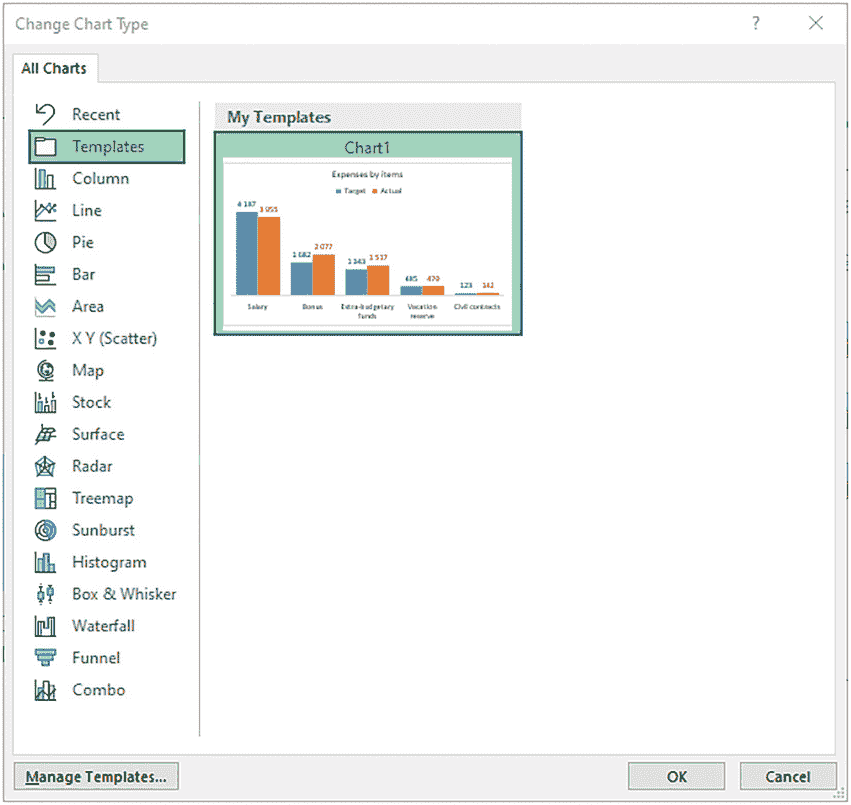 Change Chart Type
?
All Charts
Recent
Templates
Column
Line
Pie
Bar
Area
X Y (Scatter)
Map
Stock
Surface
Radar
Treemap
Sunburst
Histogram
Box & Whisker
Waterfall
Funnel
Combo
My Templates
Chart1
Expenses by items
Target Actual
4 187 3 955
1 682 2 077
1 343 1 517
485 470
123 142
Salary Bonus Extra-budgetary Vacation Civil contracts
funds reserve
Manage Templates...
OK
Cancel